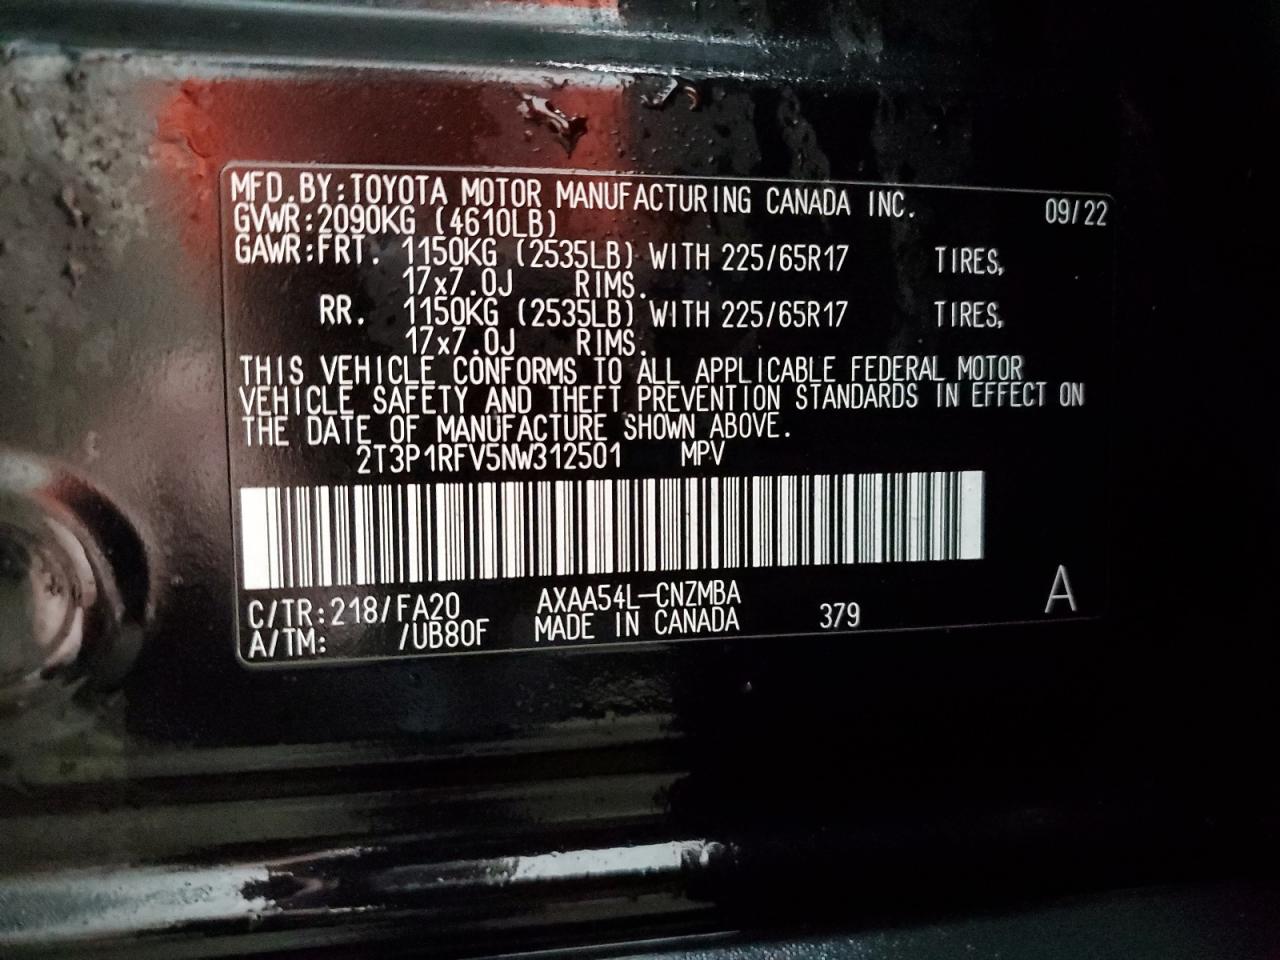 MFD.BY:TOYOTA MOTOR MANUFACTURING CANADA INC. 09/22
GVWR:2090KG (4610LB)
GAWR:FRT. 1150KG (2535LB) WITH 225/65R17 TIRES,
17x7.0J RIMS.
RR. 1150KG (2535LB) WITH 225/65R17 TIRES,
17x7.0J RIMS.
THIS VEHICLE CONFORMS TO ALL APPLICABLE FEDERAL MOTOR
VEHICLE SAFETY AND THEFT PREVENTION STANDARDS IN EFFECT ON
THE DATE OF MANUFACTURE SHOWN ABOVE.
2T3P1RFV5NW312501 MPV
C/TR:218/FA20 AXAA54L-CNZMBA
A/TM: /UB80F MADE IN CANADA 379 A